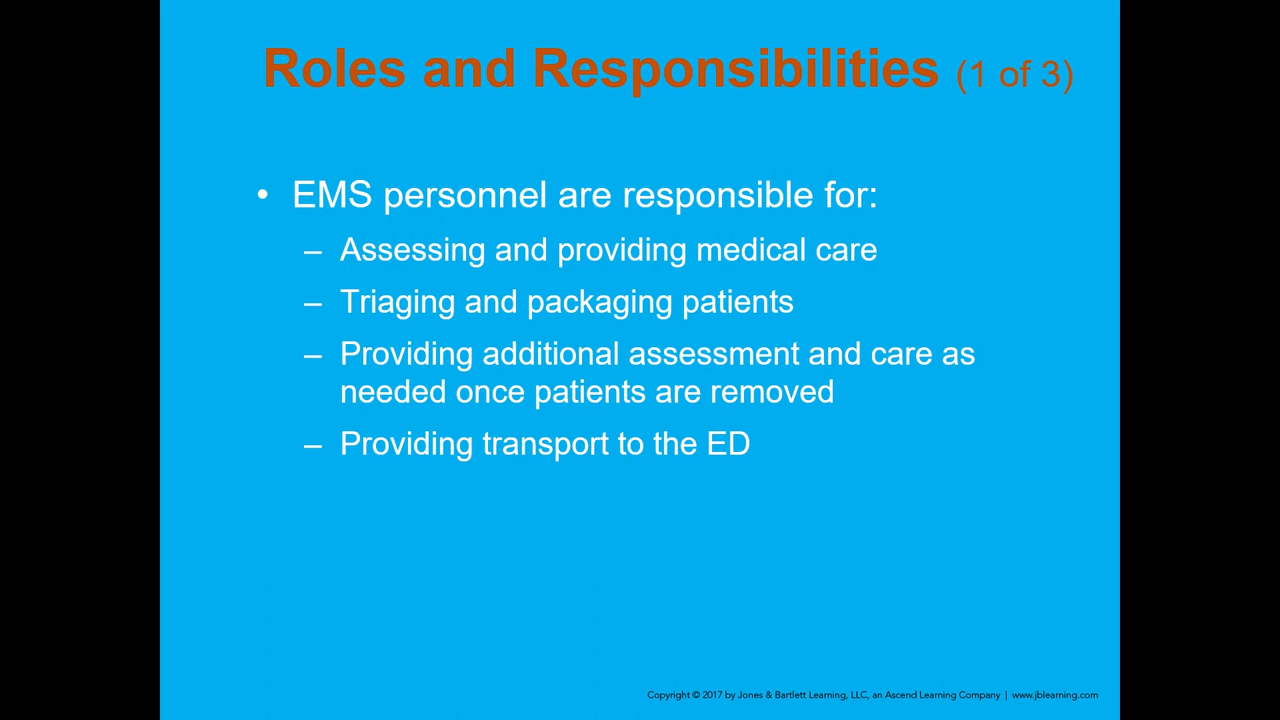 Roles and Responsibilities (1 of 3)
• EMS personnel are responsible for:
– Assessing and providing medical care
– Triaging and packaging patients
– Providing additional assessment and care as
needed once patients are removed
– Providing transport to the ED
Copyright © 2017 by Jones & Bartlett Learning, LLC, an Ascend Learning Company | www.jblearning.com